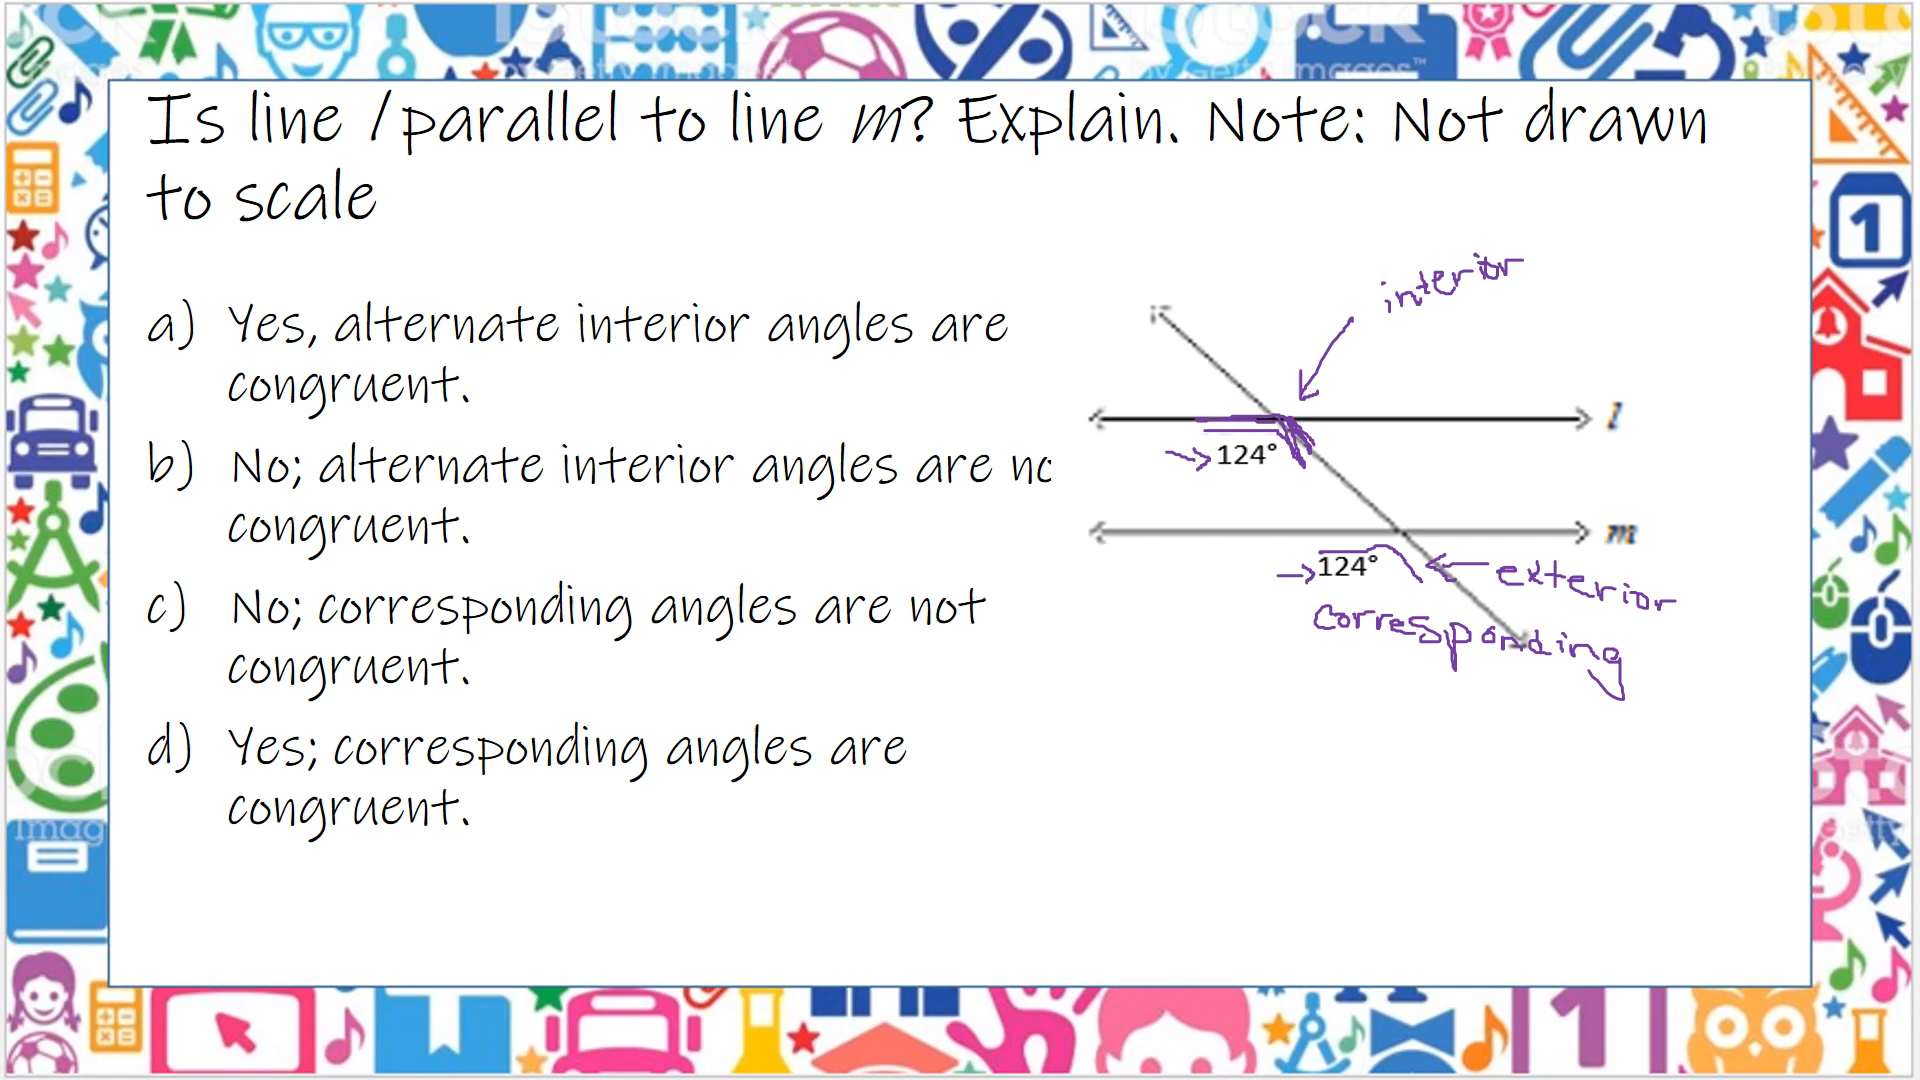 Is line l parallel to line m? Explain. Note: Not drawn
to scale
a) Yes, alternate interior angles are
congruent.
b) No; alternate interior angles are no
congruent.
c) No; corresponding angles are not
congruent.
d) Yes; corresponding angles are
congruent.
interior
l
124°
m
124°
exterior
corresponding